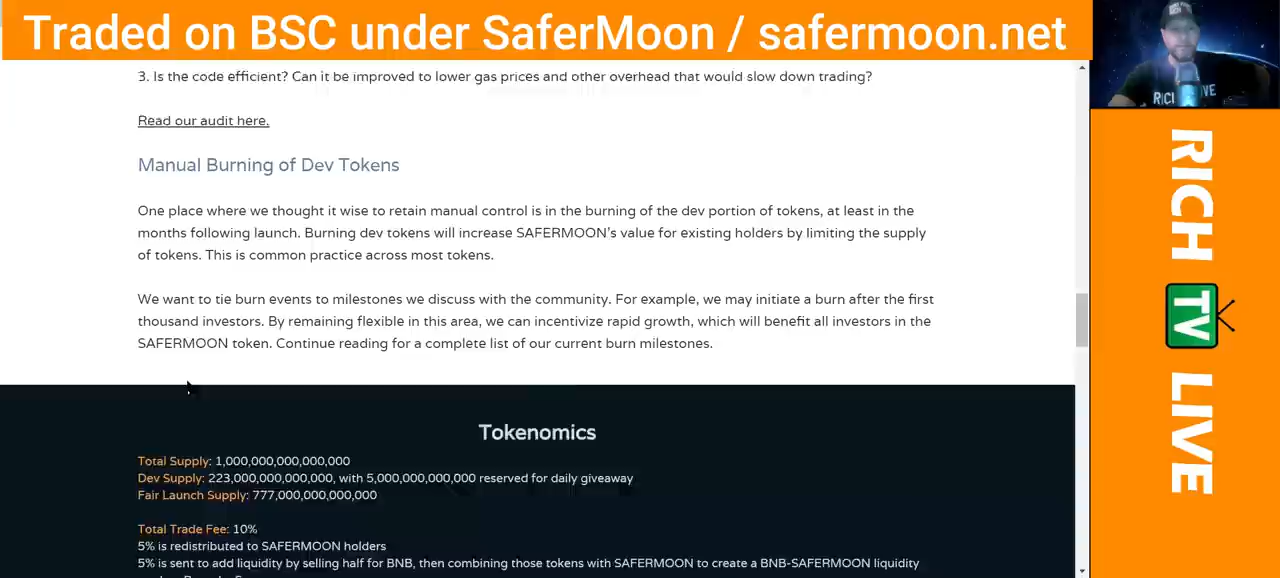 Traded on BSC under SaferMoon / safermoon.net
3. Is the code efficient? Can it be improved to lower gas prices and other overhead that would slow down trading?
Read our audit here.
Manual Burning of Dev Tokens
One place where we thought it wise to retain manual control is in the burning of the dev portion of tokens, at least in the
months following launch. Burning dev tokens will increase SAFERMOON's value for existing holders by limiting the supply
of tokens. This is common practice across most tokens.
We want to tie burn events to milestones we discuss with the community. For example, we may initiate a burn after the first
thousand investors. By remaining flexible in this area, we can incentivize rapid growth, which will benefit all investors in the
SAFERMOON token. Continue reading for a complete list of our current burn milestones.
Tokenomics
Total Supply: 1,000,000,000,000,000
Dev Supply: 223,000,000,000,000, with 5,000,000,000,000 reserved for daily giveaway
Fair Launch Supply: 777,000,000,000,000
Total Trade Fee: 10%
5% is redistributed to SAFERMOON holders
5% is sent to add liquidity by selling half for BNB, then combining those tokens with SAFERMOON to create a BNB-SAFERMOON liquidity
RICH
TV
LIVE